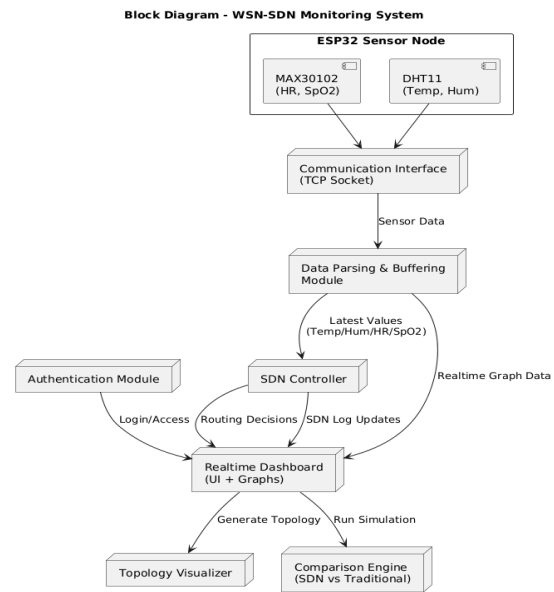 Block Diagram - WSN-SDN Monitoring System
ESP32 Sensor Node
MAX30102
(HR, SpO2)
DHT11
(Temp, Hum)
Communication Interface
(TCP Socket)
Sensor Data
Data Parsing & Buffering
Module
Latest Values
(Temp/Hum/HR/SpO2)
Realtime Graph Data
Authentication Module
SDN Controller
Login/Access
Routing Decisions
SDN Log Updates
Realtime Dashboard
(UI + Graphs)
Generate Topology
Run Simulation
Topology Visualizer
Comparison Engine
(SDN vs Traditional)